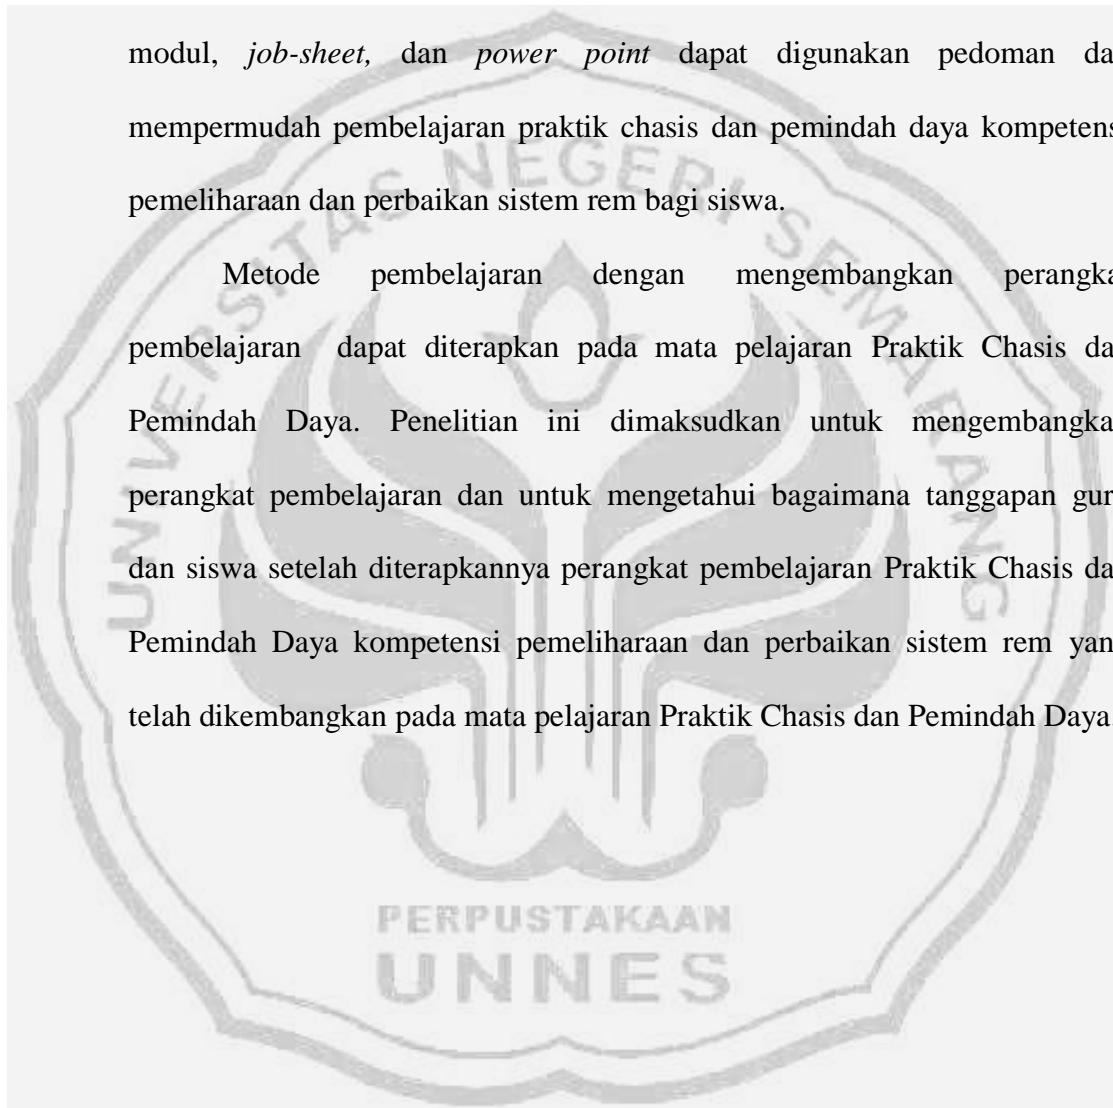 modul, job-sheet, dan power point dapat digunakan pedoman da
mempermudah pembelajaran praktik chasis dan pemindah daya kompetens
pemeliharaan dan perbaikan sistem rem bagi siswa.
Metode pembelajaran dengan mengembangkan perangka
pembelajaran dapat diterapkan pada mata pelajaran Praktik Chasis da
Pemindah Daya. Penelitian ini dimaksudkan untuk mengembangka
perangkat pembelajaran dan untuk mengetahui bagaimana tanggapan gur
dan siswa setelah diterapkannya perangkat pembelajaran Praktik Chasis da
Pemindah Daya kompetensi pemeliharaan dan perbaikan sistem rem yan
telah dikembangkan pada mata pelajaran Praktik Chasis dan Pemindah Daya.
UNIVERSITAS NEGERI SEMARANG
PERPUSTAKAAN
UNNES